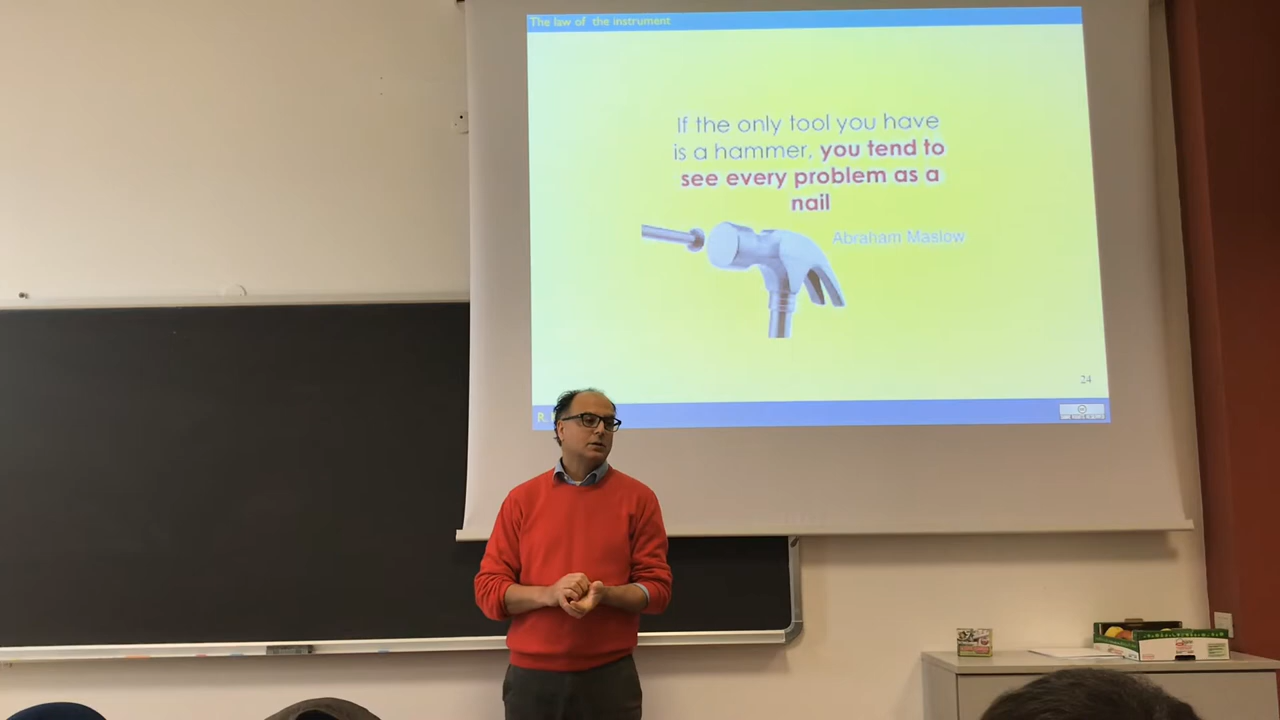 The law of the instrument
If the only tool you have
is a hammer, you tend to
see every problem as a
nail
Abraham Maslow
24
R.